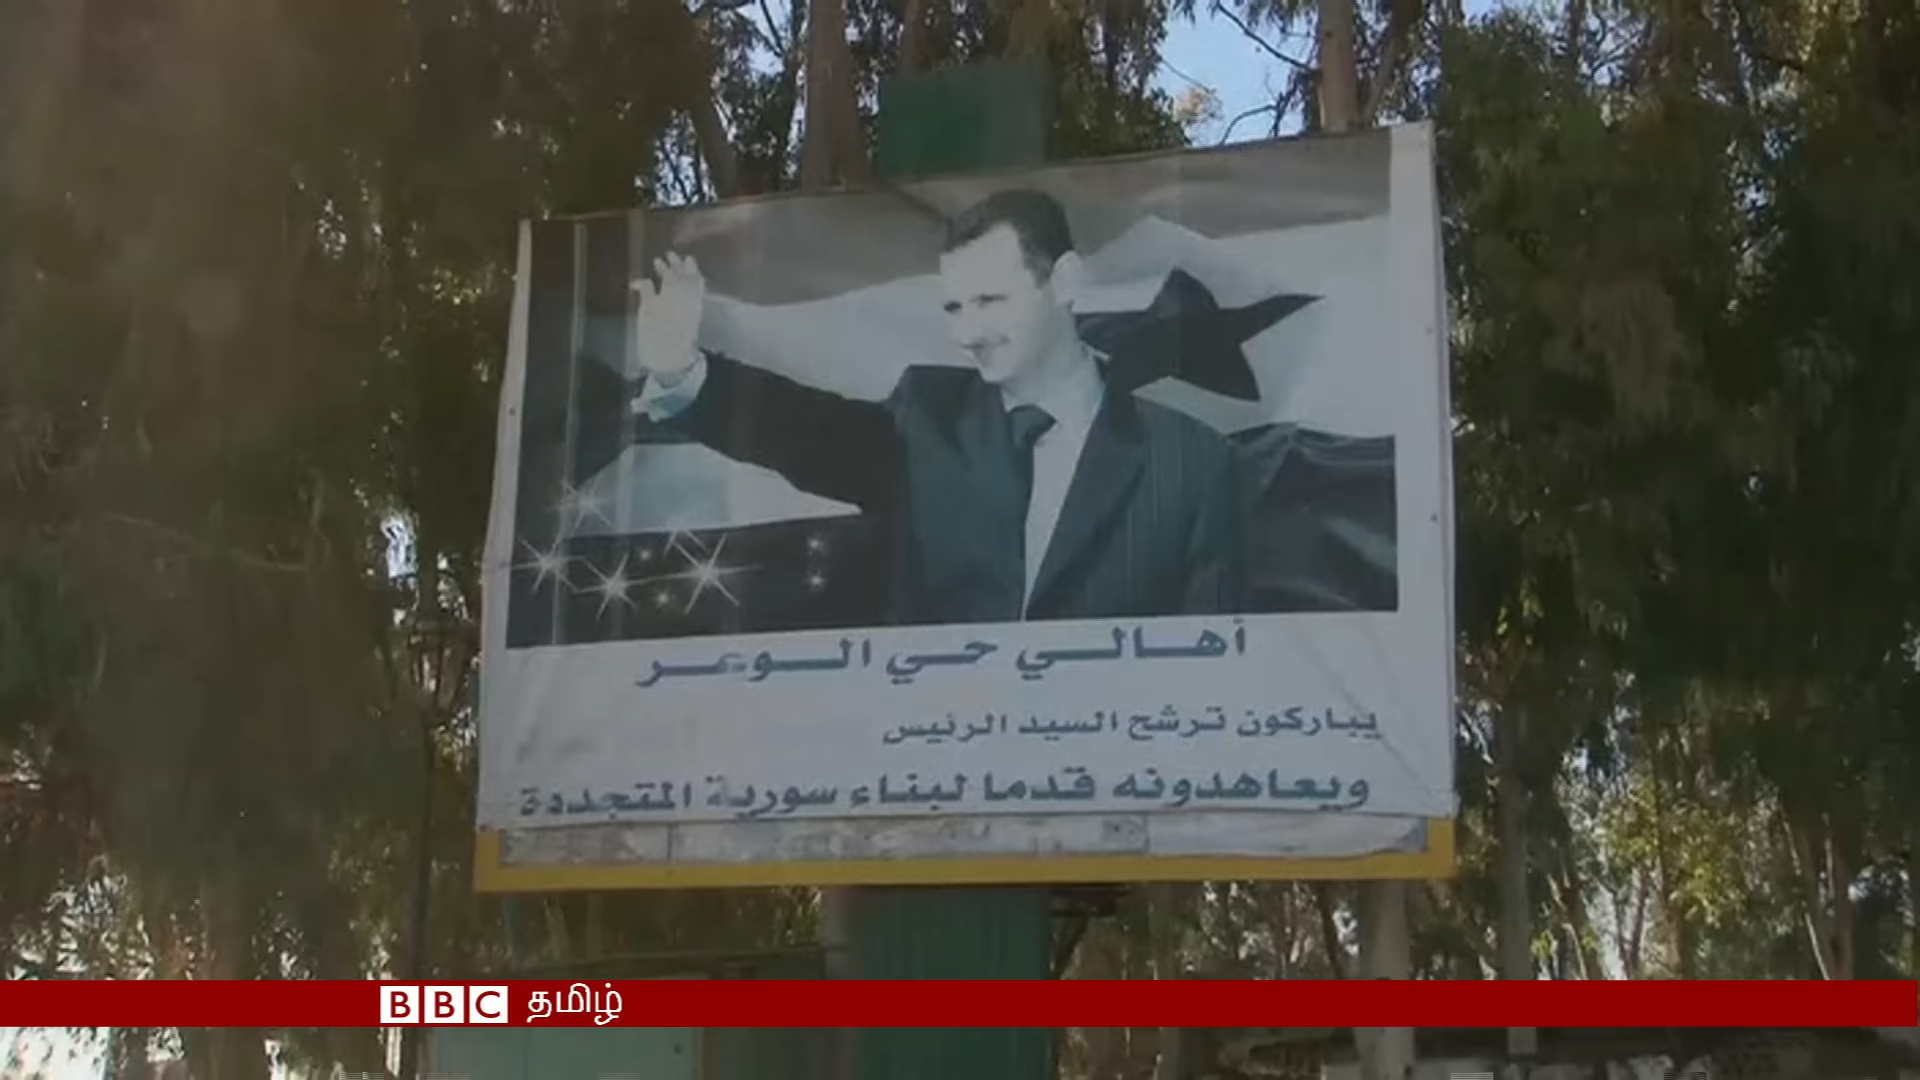 أهالي حي الوعر
يباركون ترشح السيد الرئيس
ويعاهدونه قدما لبناء سورية المتجددة
BBC தமிழ்